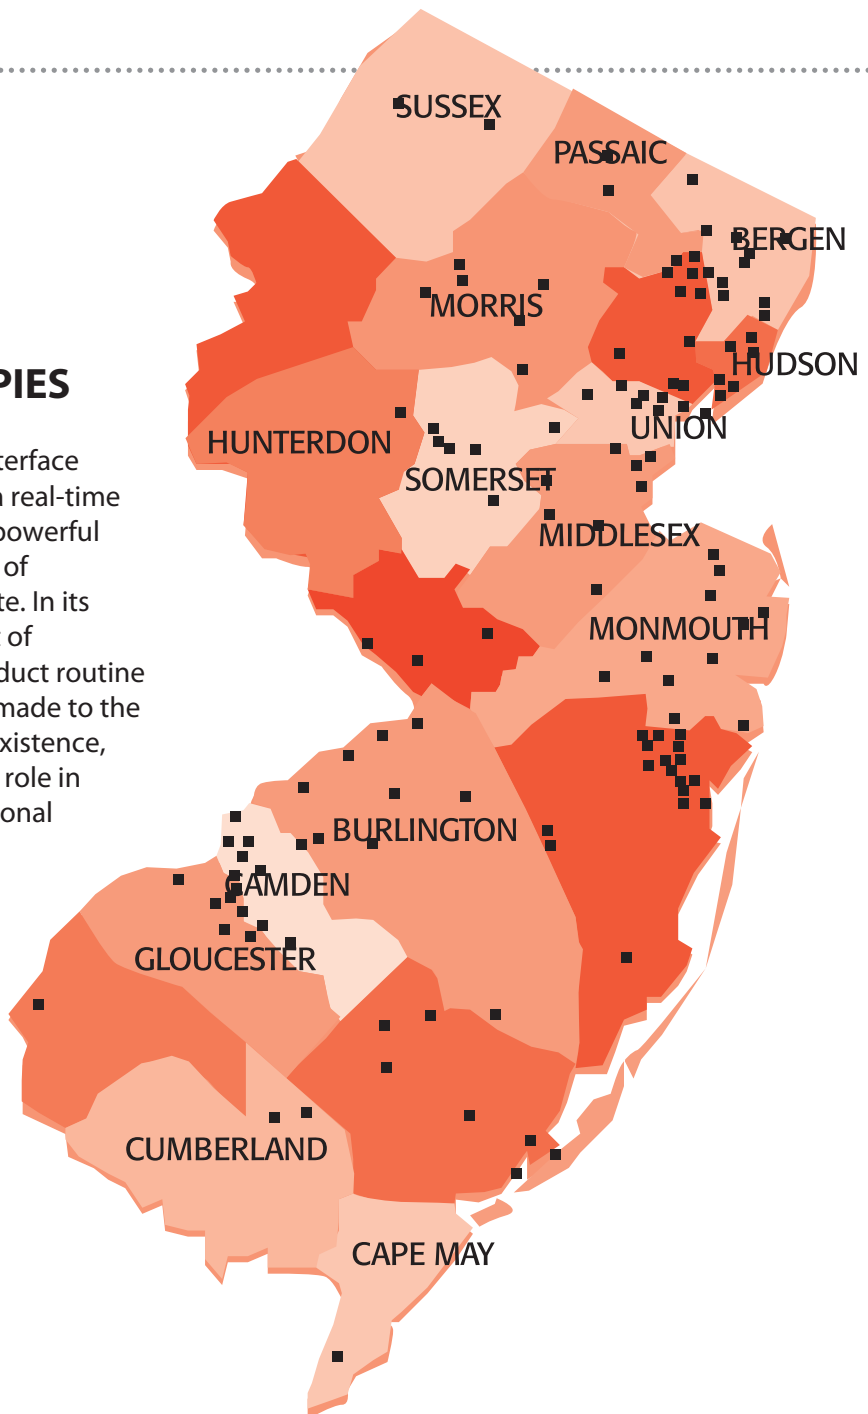 SUSSEX
PASSAIC
BERGEN
MORRIS
HUDSON
PIES
UNION
HUNTERDON
terface
SOMERSET
real-time
powerful
MIDDLESEX
of
te. In its
of
MONMOUTH
duct routine
made to the
xistence,
role in
onal
BURLINGTON
CAMDEN
GLOUCESTER
CUMBERLAND
CAPE MAY